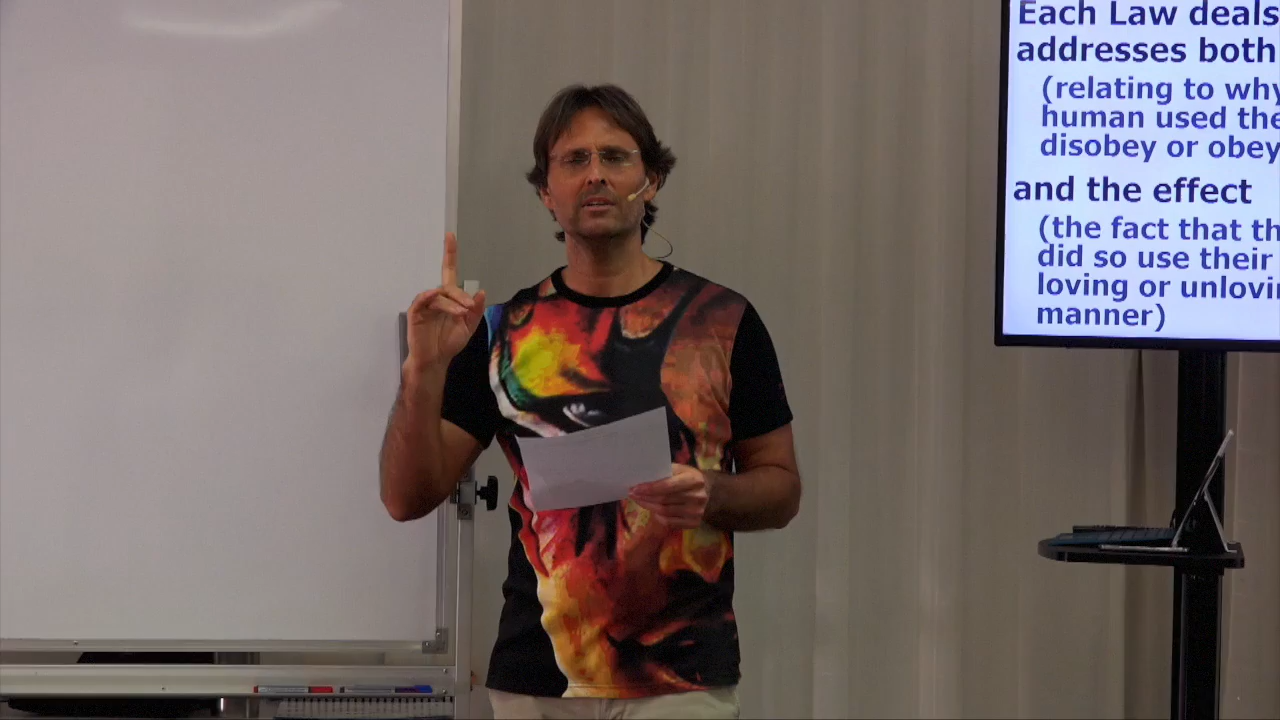 Each Law deals
addresses both
(relating to why
human used the
disobey or obey
and the effect
(the fact that th
did so use their
loving or unlovin
manner)